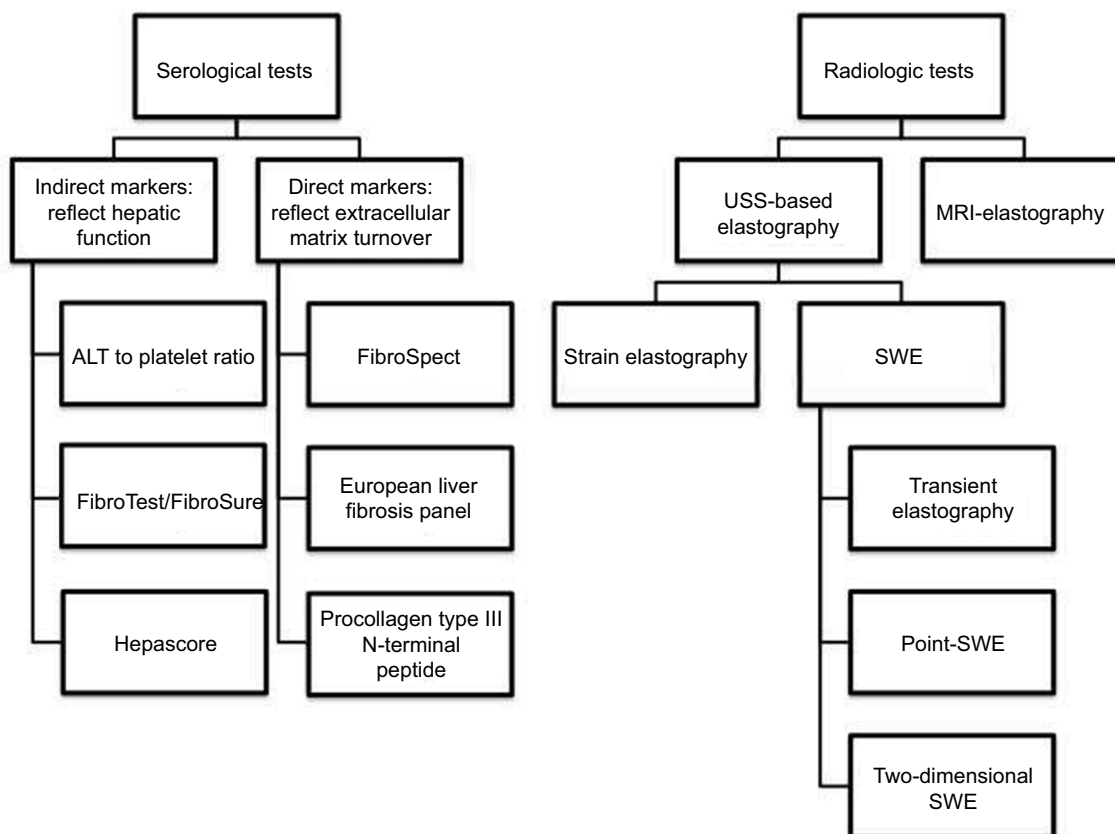 Serological tests
Indirect markers:
reflect hepatic
function
Direct markers:
reflect extracellular
matrix turnover
ALT to platelet ratio
FibroSpect
FibroTest/FibroSure
European liver
fibrosis panel
Hepascore
Procollagen type III
N-terminal
peptide
Radiologic tests
USS-based
elastography
MRI-elastography
Strain elastography
SWE
Transient
elastography
Point-SWE
Two-dimensional
SWE